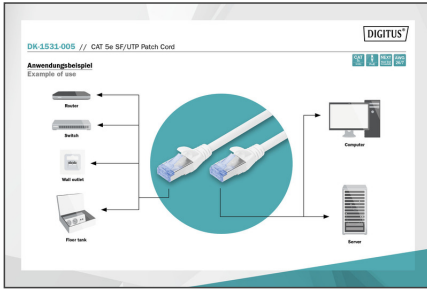 DIGITUS®
DK-1531-005 // CAT 5e SF/UTP Patch Cord
Anwendungsbeispiel
Example of use
Router
Switch
Wall outlet
Floor tank
Computer
Server